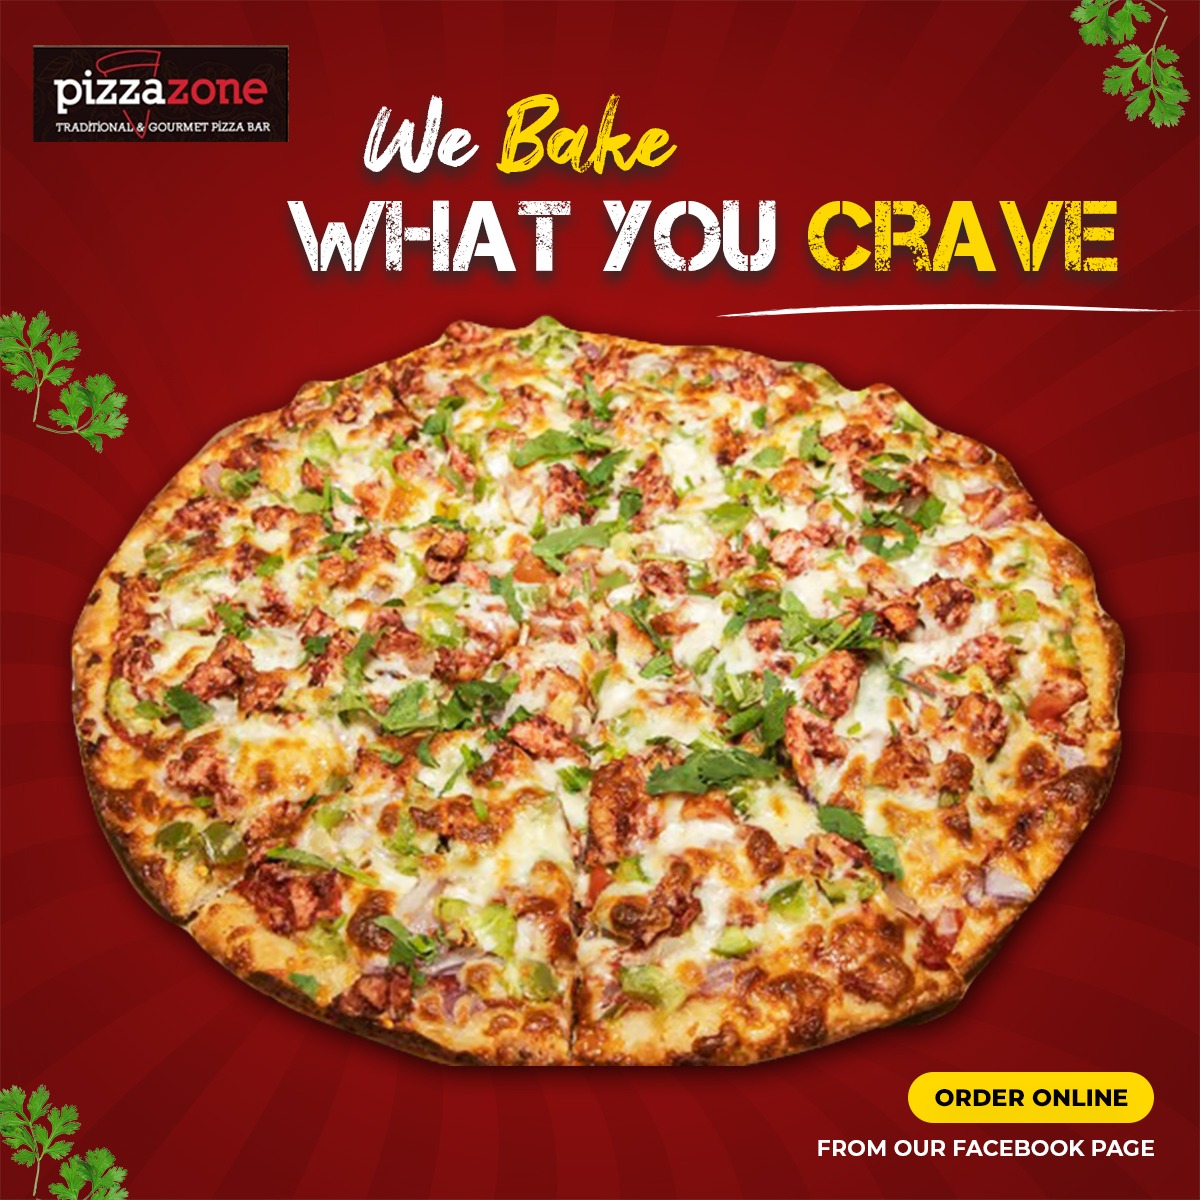 pizzazone
TRADITIONAL & GOURMET PIZZA BAR
We Bake
WHAT YOU CRAVE
ORDER ONLINE
FROM OUR FACEBOOK PAGE